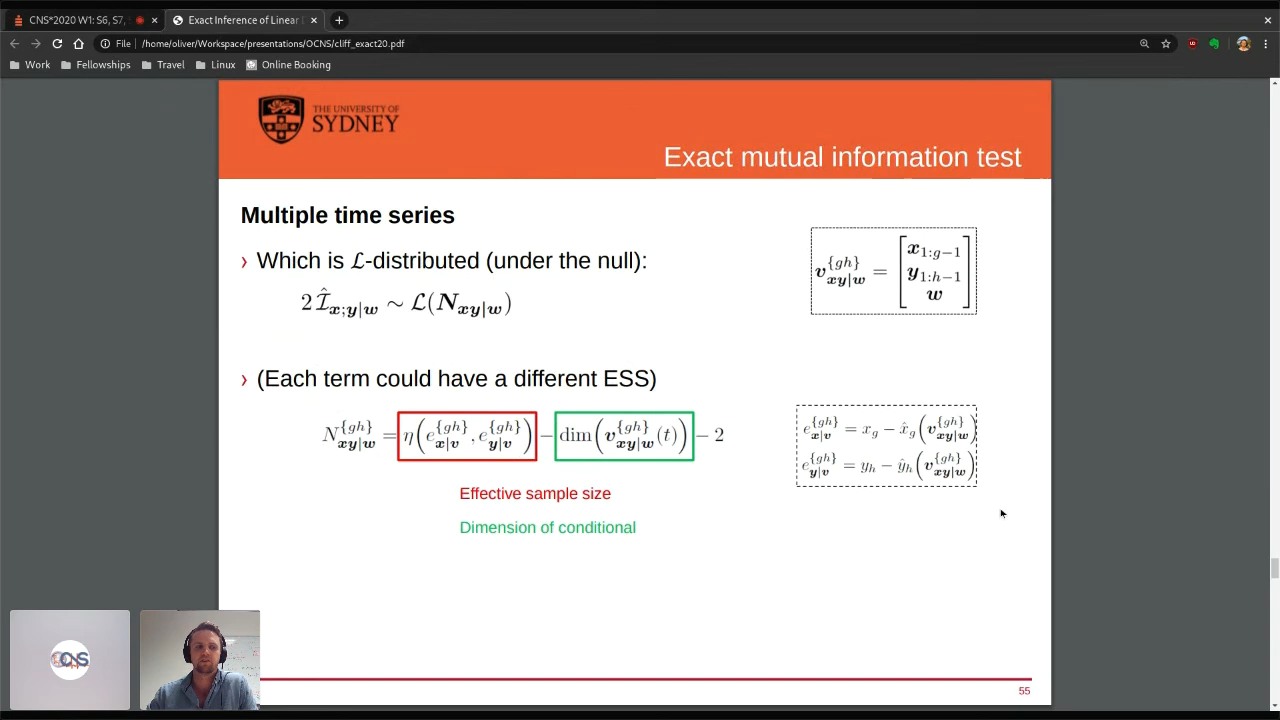 CNS*2020 W1: S6, S7,
Exact Inference of Linear
File
/home/oliver/Workspace/presentations/OCNS/cliff_exact20.pdf
Work
Fellowships
Travel
Linux
Online Booking
THE UNIVERSITY OF
SYDNEY
Exact mutual information test
Multiple time series
› Which is ℒ-distributed (under the null):
2 Î_{x;y|w} ∼ ℒ(N_{xy|w})
v^{gh}_{xy|w} = [x_{1:g−1}
y_{1:h−1}
w]
› (Each term could have a different ESS)
N^{gh}_{xy|w} = η(e^{gh}_{x|v}, e^{gh}_{y|v}) − dim(v^{gh}_{xy|w}(t)) − 2
e^{gh}_{x|v} = x_g − x̂_g(v^{gh}_{xy|w})
e^{gh}_{y|v} = y_h − ŷ_h(v^{gh}_{xy|w})
Effective sample size
Dimension of conditional
55